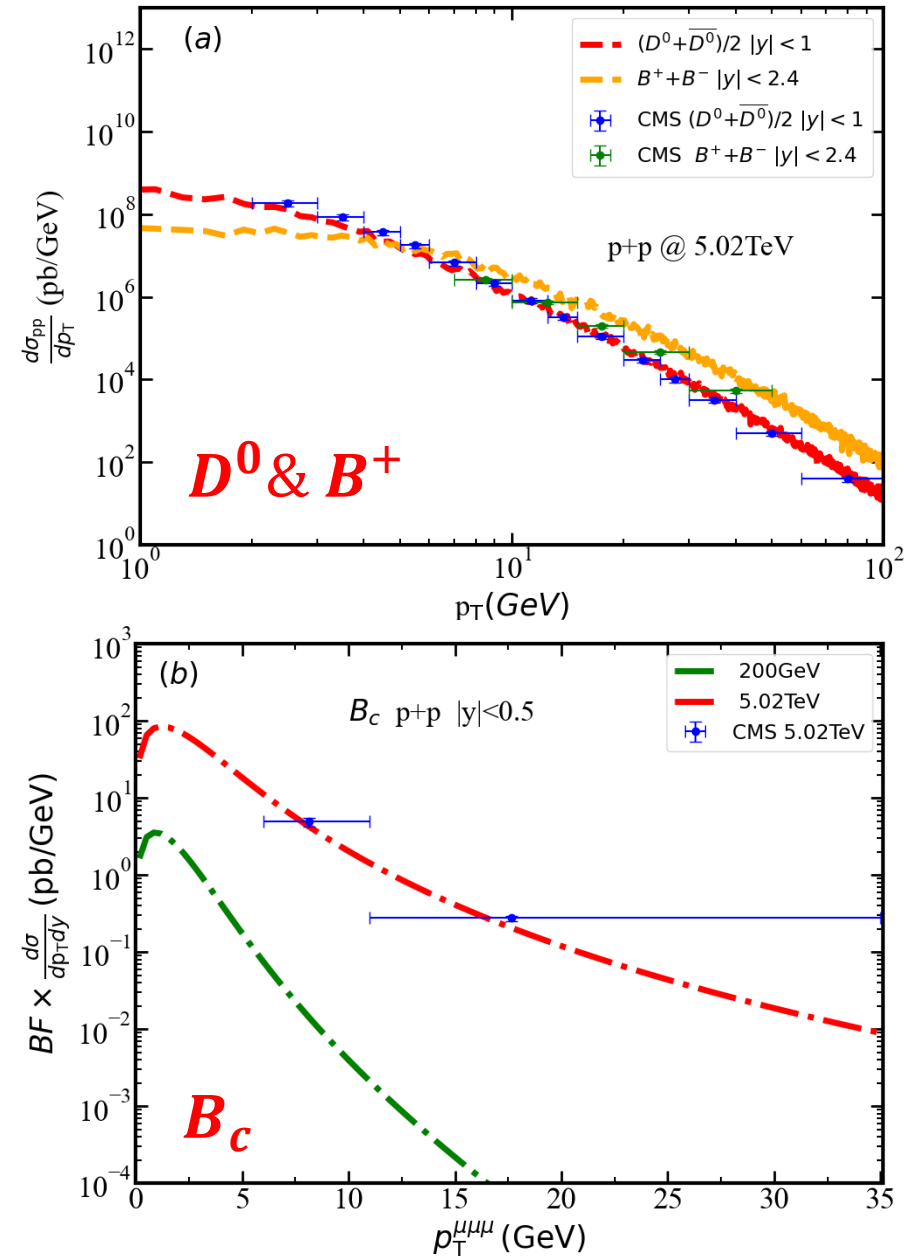 (a)
(D⁰+D̅⁰)/2 |y|<1
B⁺+B⁻ |y|<2.4
CMS (D⁰+D̅⁰)/2 |y|<1
CMS B⁺+B⁻ |y|<2.4
p+p @ 5.02TeV
10¹²
10¹⁰
10⁸
10⁶
10⁴
10²
10⁰
dσpp/dpT (pb/GeV)
D⁰& B⁺
10⁰ 10¹ 10²
pT(GeV)
(b)
200GeV
5.02TeV
CMS 5.02TeV
Bc p+p |y|<0.5
10³
10²
10¹
10⁰
10⁻¹
10⁻²
10⁻³
10⁻⁴
BF × dσ/dpTdy (pb/GeV)
Bc
0 5 10 15 20 25 30 35
pTᵘᵘᵘ (GeV)